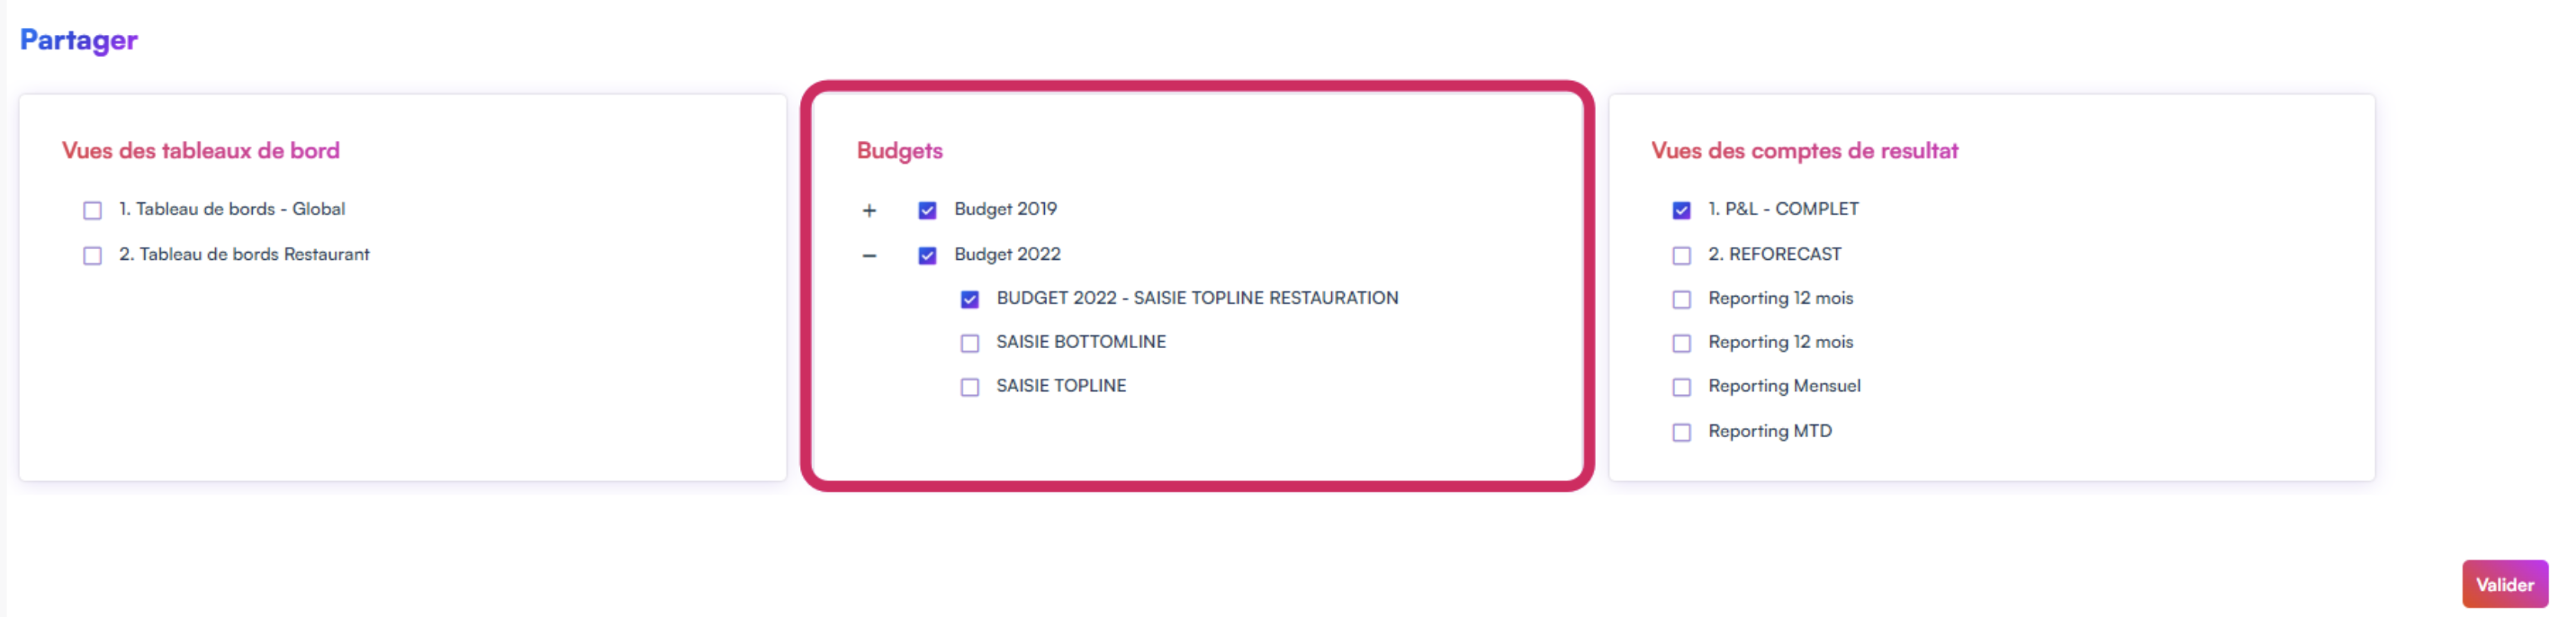 Partager
Vues des tableaux de bord
1. Tableau de bords - Global
2. Tableau de bords Restaurant
Budgets
+ Budget 2019
− Budget 2022
BUDGET 2022 - SAISIE TOPLINE RESTAURATION
SAISIE BOTTOMLINE
SAISIE TOPLINE
Vues des comptes de resultat
1. P&L - COMPLET
2. REFORECAST
Reporting 12 mois
Reporting 12 mois
Reporting Mensuel
Reporting MTD
Valider